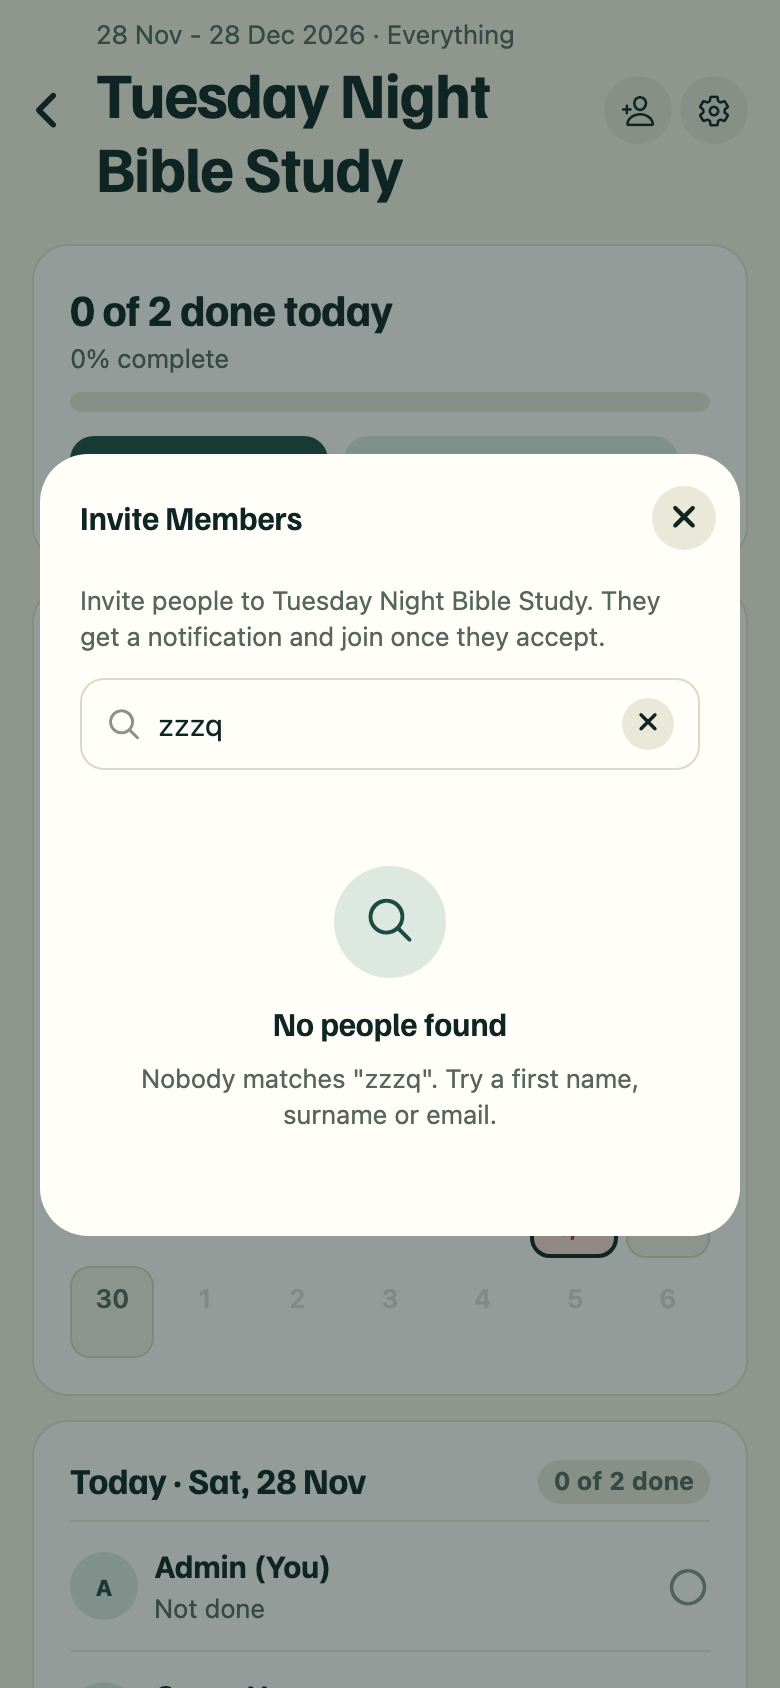 28 Nov - 28 Dec 2026 · Everything
Tuesday Night
Bible Study
0 of 2 done today
0% complete
Invite Members
Invite people to Tuesday Night Bible Study. They
get a notification and join once they accept.
zzzq
No people found
Nobody matches "zzzq". Try a first name,
surname or email.
30 1 2 3 4 5 6
Today · Sat, 28 Nov
0 of 2 done
A
Admin (You)
Not done